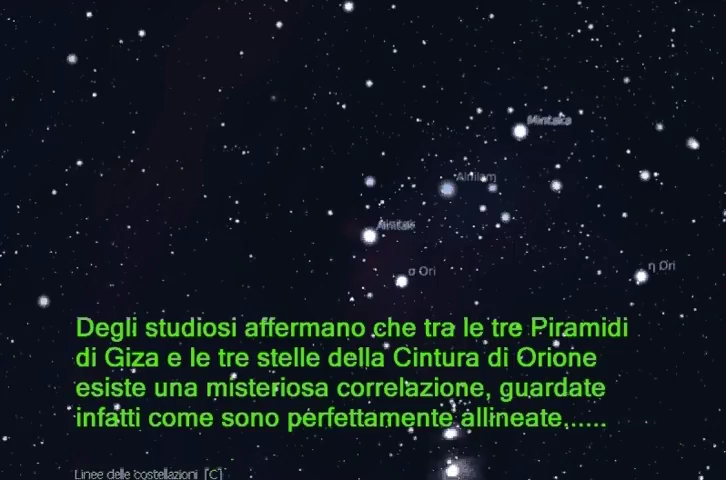 Mintaka
Alnilam
Alnitak
σ Ori
η Ori
Degli studiosi affermano che tra le tre Piramidi
di Giza e le tre stelle della Cintura di Orione
esiste una misteriosa correlazione, guardate
infatti come sono perfettamente allineate......
Linee delle costellazioni [C]